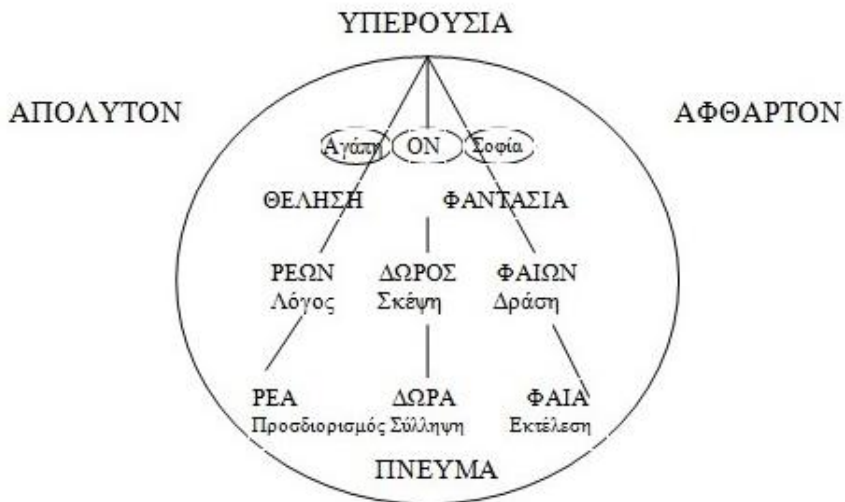 ΥΠΕΡΟΥΣΙΑ
ΑΠΟΛΥΤΟΝ ΑΦΘΑΡΤΟΝ
Αγάπη ΟΝ Σοφία
ΘΕΛΗΣΗ ΦΑΝΤΑΣΙΑ
ΡΕΩΝ ΔΩΡΟΣ ΦΑΙΩΝ
Λόγος Σκέψη Δράση
ΡΕΑ ΔΩΡΑ ΦΑΙΑ
Προσδιορισμός Σύλληψη Εκτέλεση
ΠΝΕΥΜΑ